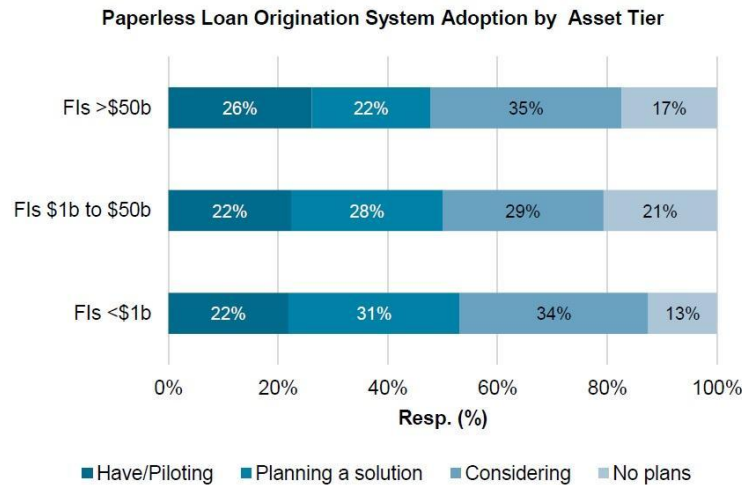 Paperless Loan Origination System Adoption by Asset Tier
FIs >$50b
26%
22%
35%
17%
FIs $1b to $50b
22%
28%
29%
21%
FIs <$1b
22%
31%
34%
13%
0%
20%
40%
60%
80%
100%
Resp. (%)
Have/Piloting
Planning a solution
Considering
No plans